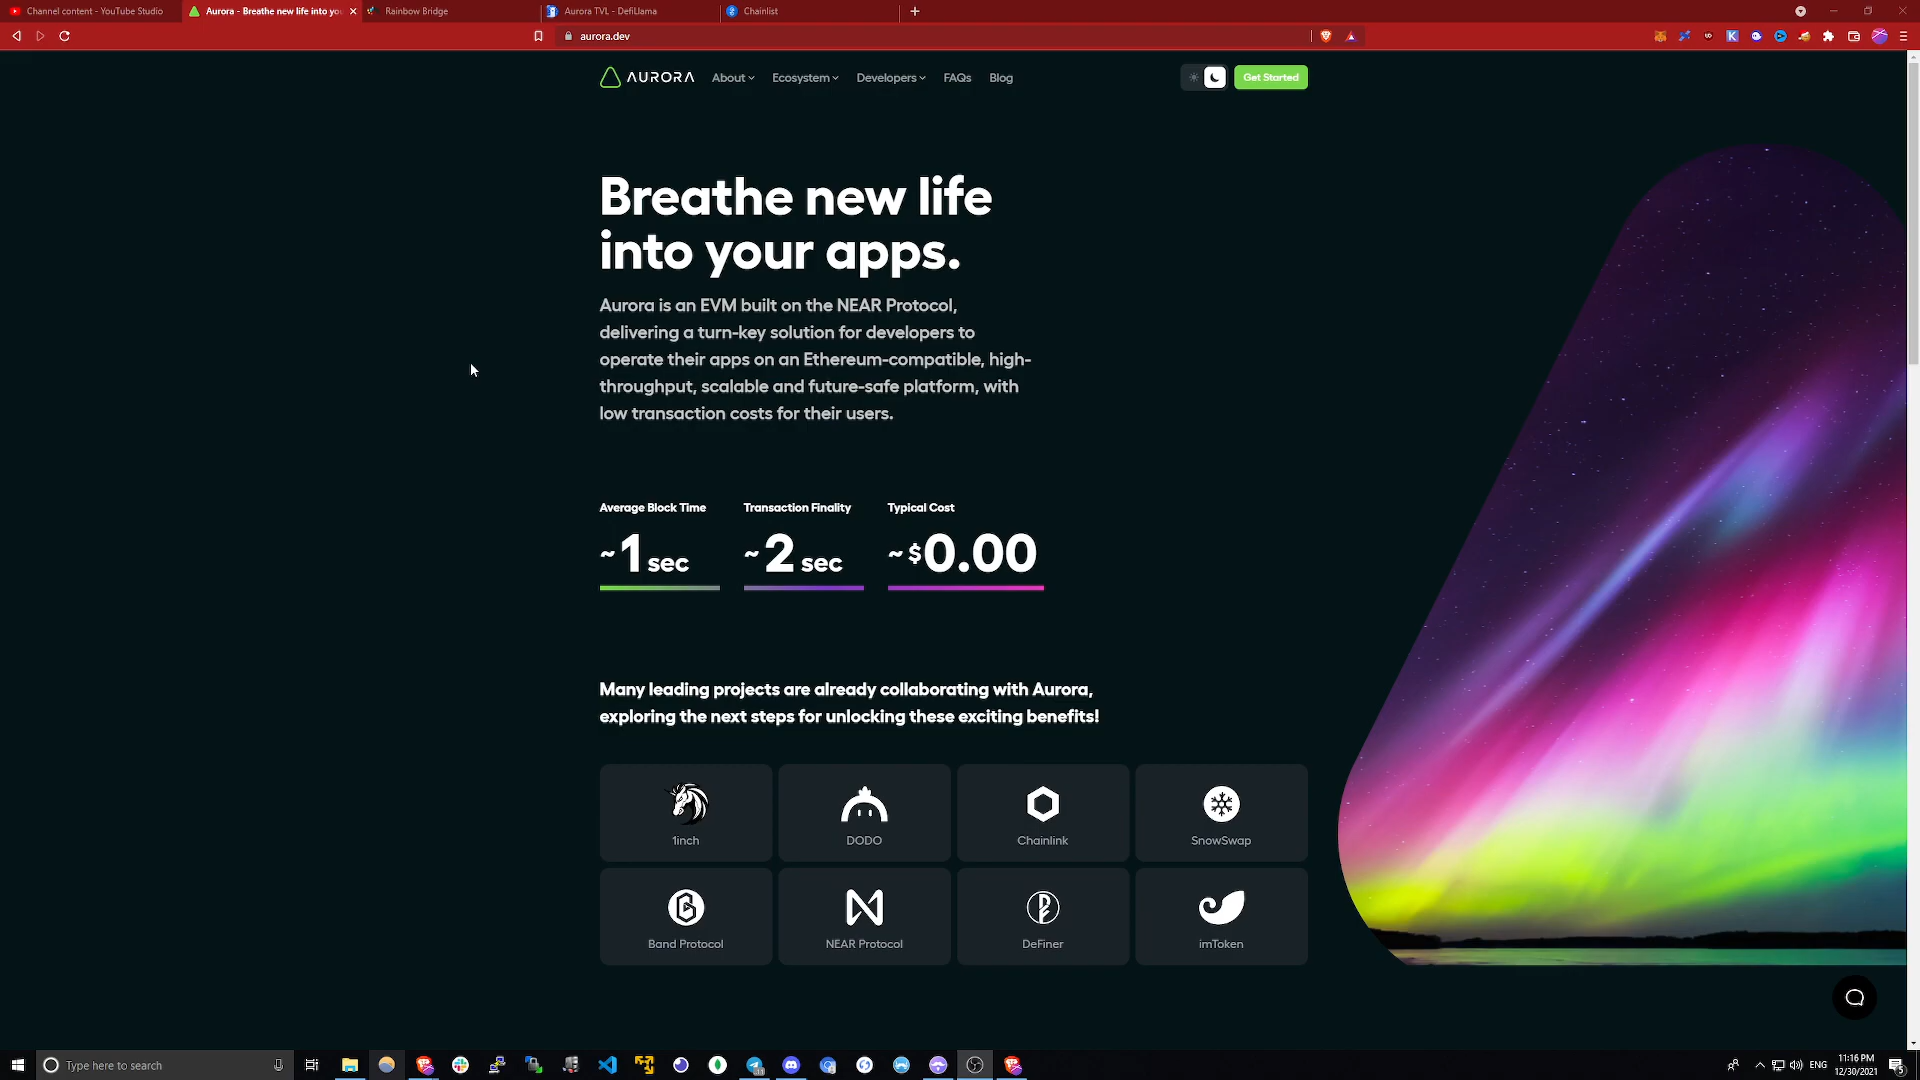 Channel content - YouTube Studio
Aurora - Breathe new life into yo
Rainbow Bridge
Aurora TVL - DefiLlama
Chainlist
aurora.dev
AURORA
About
Ecosystem
Developers
FAQs
Blog
Get Started
Breathe new life
into your apps.
Aurora is an EVM built on the NEAR Protocol,
delivering a turn-key solution for developers to
operate their apps on an Ethereum-compatible, high-
throughput, scalable and future-safe platform, with
low transaction costs for their users.
Average Block Time
Transaction Finality
Typical Cost
~1 sec
~2 sec
~$0.00
Many leading projects are already collaborating with Aurora,
exploring the next steps for unlocking these exciting benefits!
1inch
DODO
Chainlink
SnowSwap
Band Protocol
NEAR Protocol
DeFiner
imToken
Type here to search
ENG
11:16 PM
12/30/2021